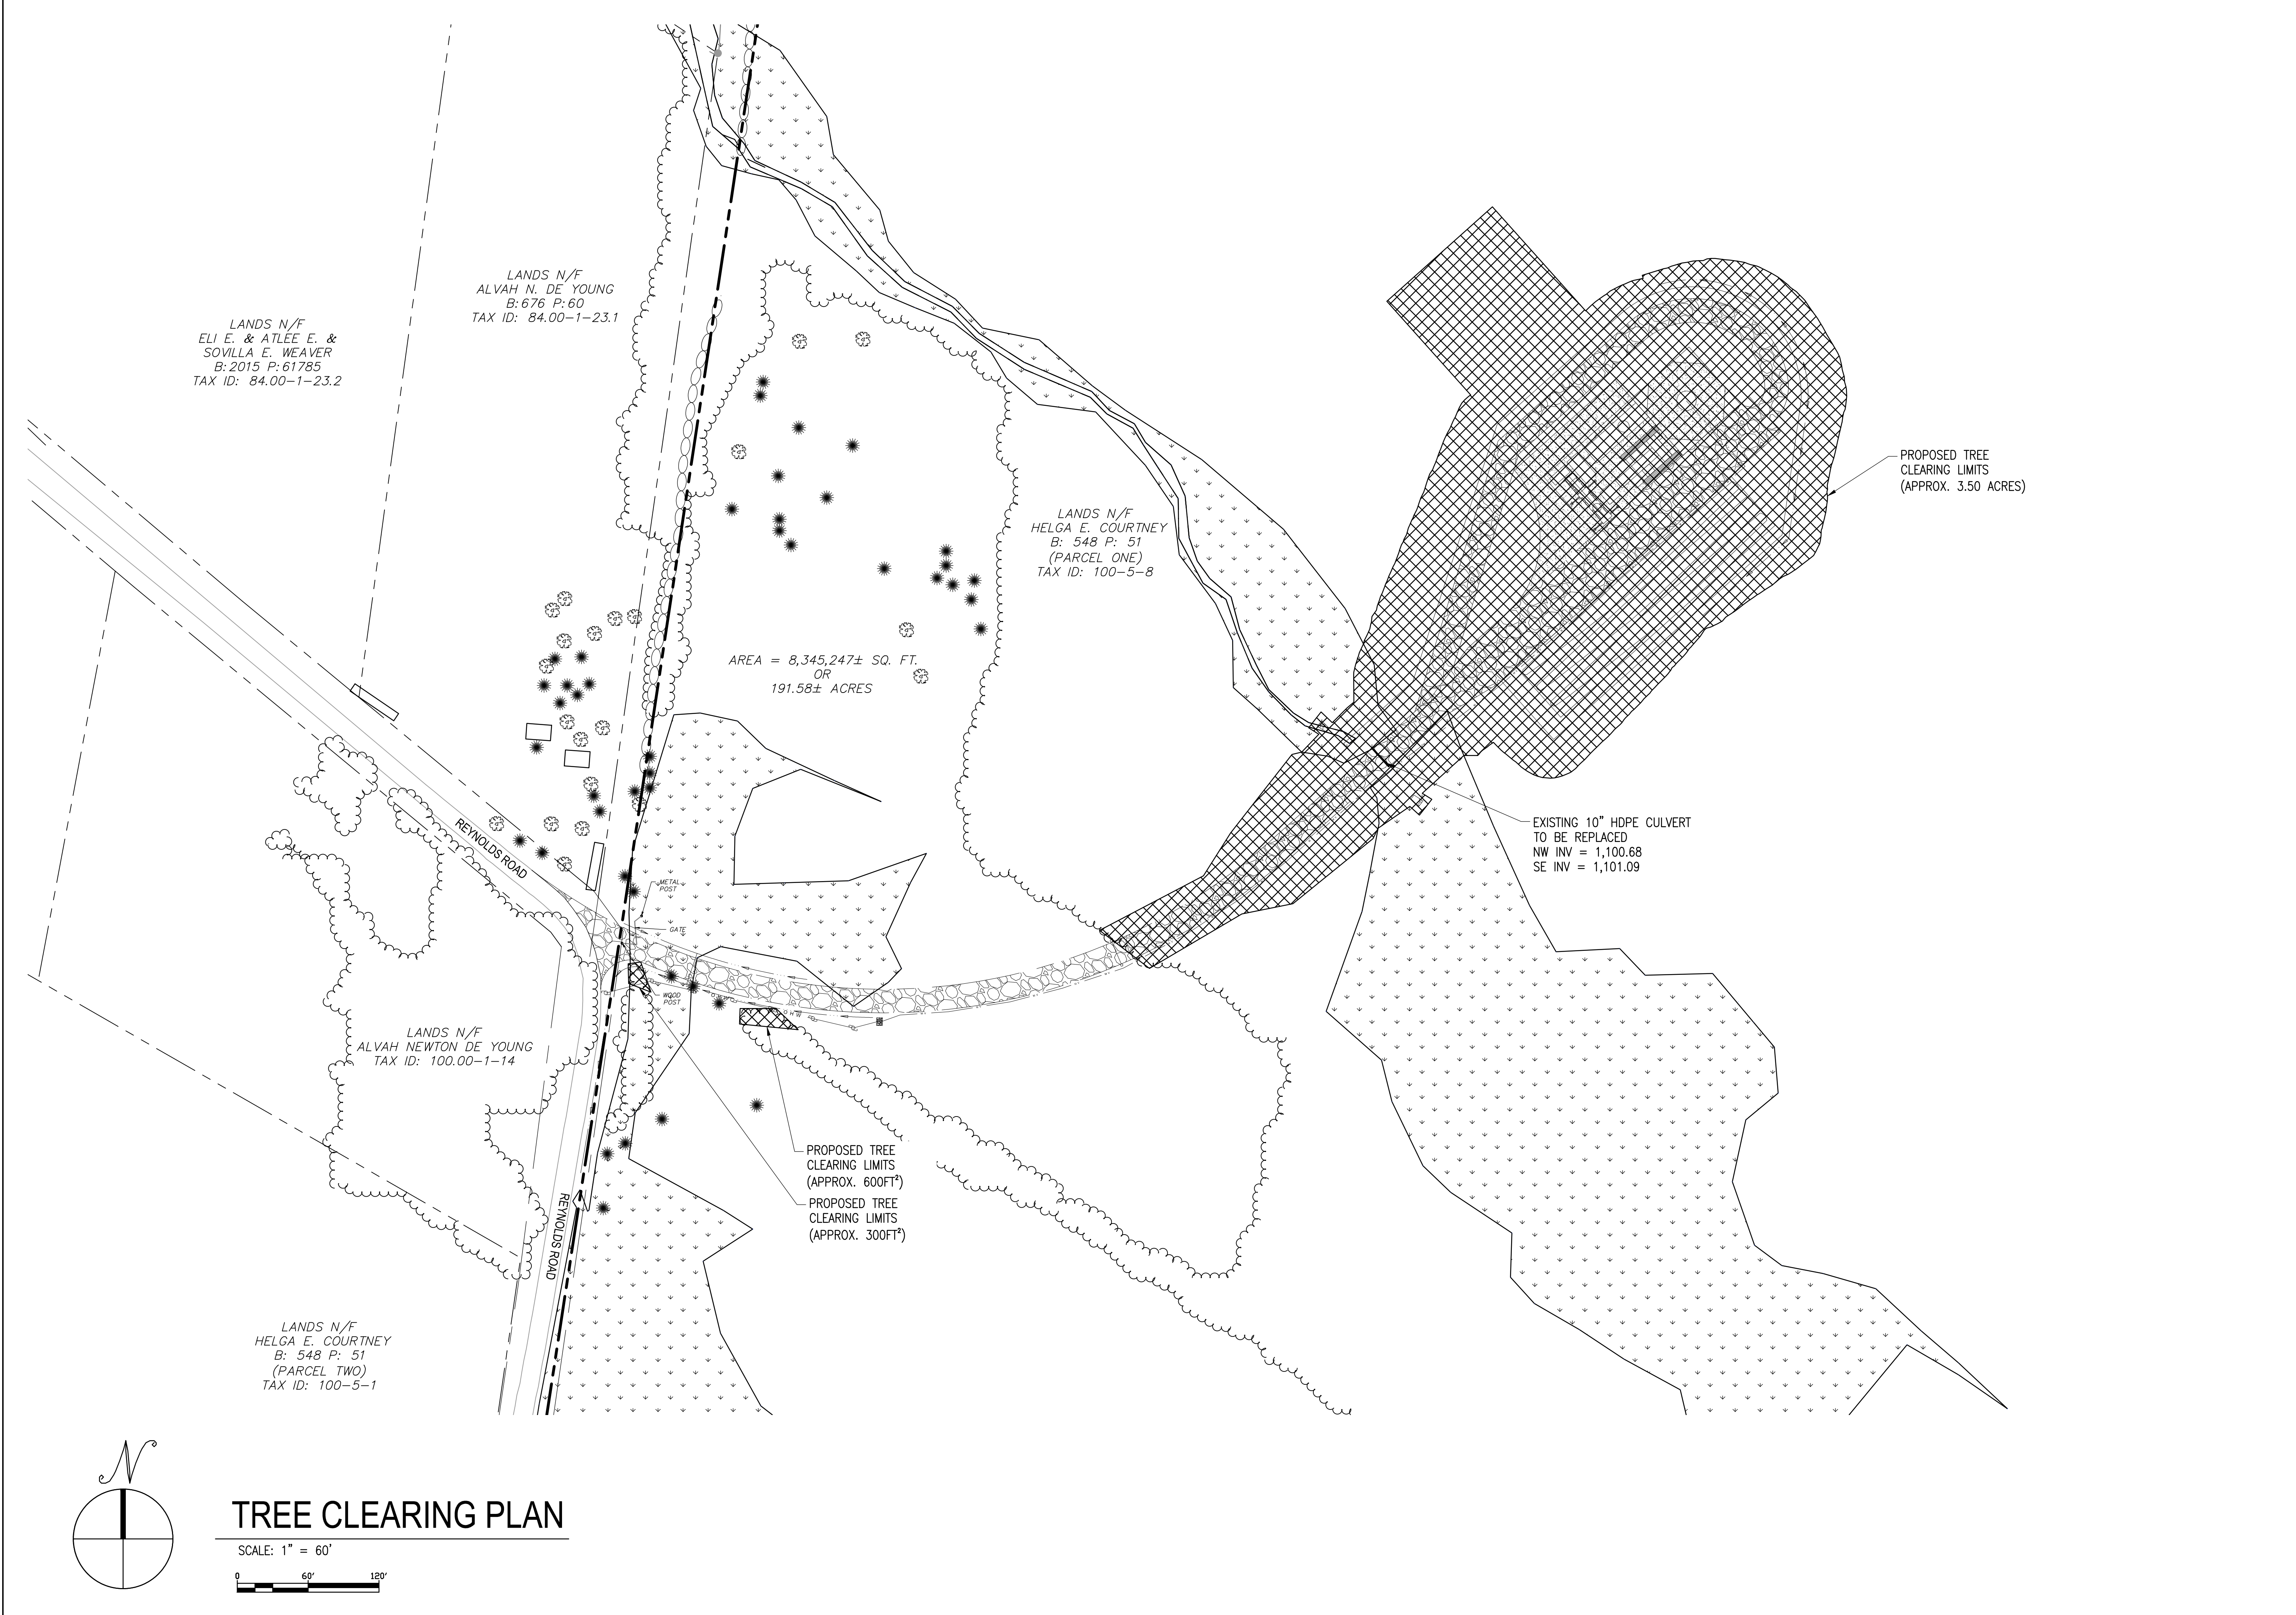 LANDS N/F
ALVAH N. DE YOUNG
B: 676 P: 60
TAX ID: 84.00-1-23.1
LANDS N/F
ELI E. & ATLEE E. &
SOVILLA E. WEAVER
B: 2015 P: 61785
TAX ID: 84.00-1-23.2
PROPOSED TREE
CLEARING LIMITS
(APPROX. 3.50 ACRES)
LANDS N/F
HELGA E. COURTNEY
B: 548 P: 51
(PARCEL ONE)
TAX ID: 100-5-8
AREA = 8,345,247± SQ. FT.
OR
191.58± ACRES
REYNOLDS ROAD
EXISTING 10" HDPE CULVERT
TO BE REPLACED
NW INV = 1,100.68
SE INV = 1,101.09
METAL
POST
GATE
WOOD
POST
LANDS N/F
ALVAH NEWTON DE YOUNG
TAX ID: 100.00-1-14
PROPOSED TREE
CLEARING LIMITS
(APPROX. 600FT²)
PROPOSED TREE
CLEARING LIMITS
(APPROX. 300FT²)
REYNOLDS ROAD
LANDS N/F
HELGA E. COURTNEY
B: 548 P: 51
(PARCEL TWO)
TAX ID: 100-5-1
N
TREE CLEARING PLAN
SCALE: 1" = 60'
0 60' 120'